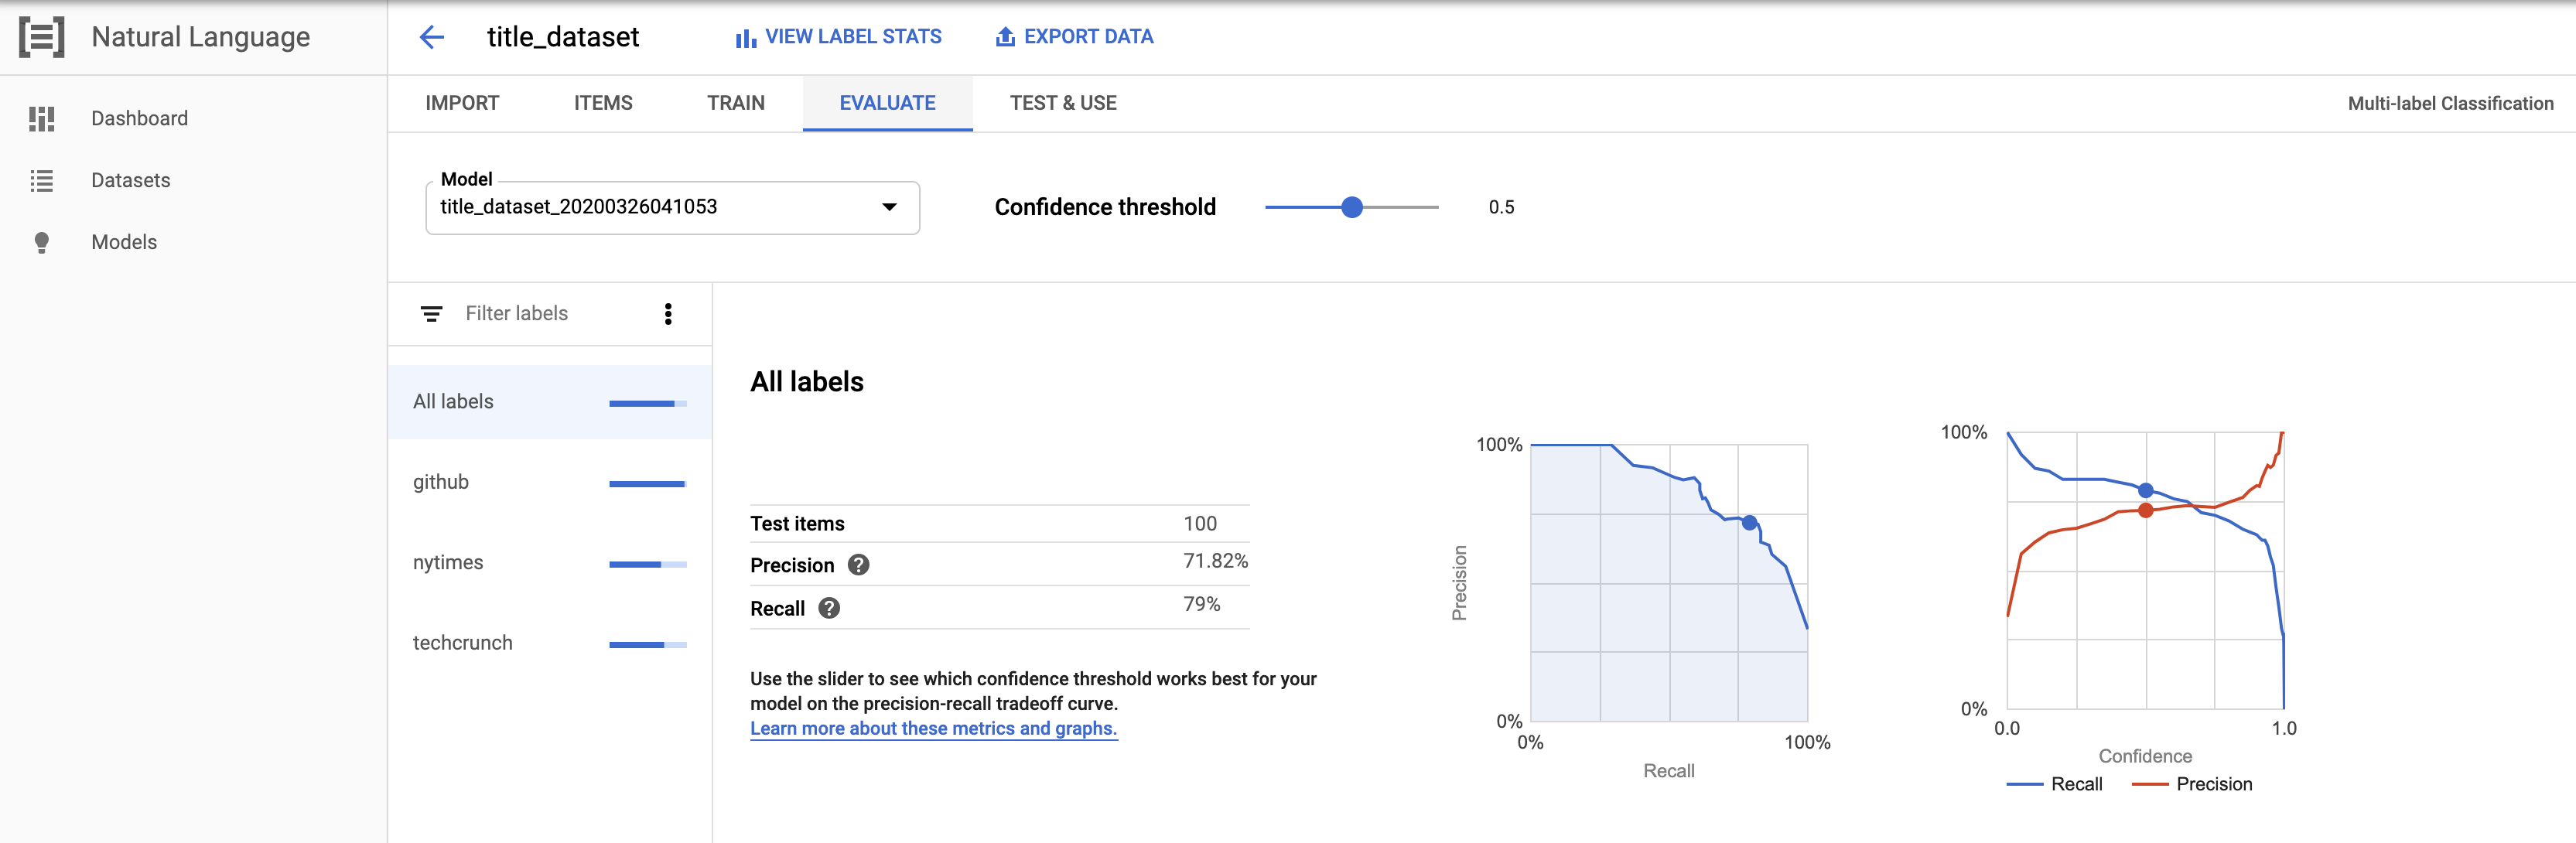 Natural Language
title_dataset
VIEW LABEL STATS
EXPORT DATA
Dashboard
Datasets
Models
IMPORT
ITEMS
TRAIN
EVALUATE
TEST & USE
Multi-label Classification
Model
title_dataset_20200326041053
Confidence threshold
0.5
Filter labels
All labels
github
nytimes
techcrunch
All labels
Test items 100
Precision ? 71.82%
Recall ? 79%
Use the slider to see which confidence threshold works best for your
model on the precision-recall tradeoff curve.
Learn more about these metrics and graphs.
100%
Precision
0%
0%
100%
Recall
100%
0%
0.0
1.0
Confidence
Recall
Precision